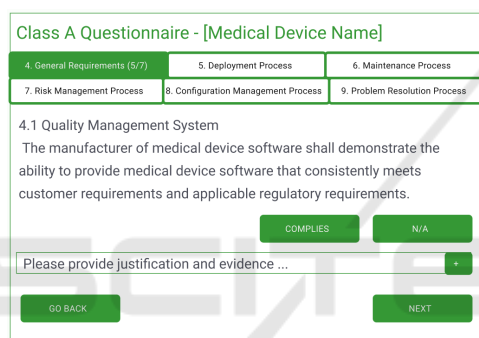 Class A Questionnaire - [Medical Device Name]
4. General Requirements (5/7)
5. Deployment Process
6. Maintenance Process
7. Risk Management Process
8. Configuration Management Process
9. Problem Resolution Process
4.1 Quality Management System
The manufacturer of medical device software shall demonstrate the
ability to provide medical device software that consistently meets
customer requirements and applicable regulatory requirements.
COMPLIES
N/A
Please provide justification and evidence ...
+
GO BACK
NEXT